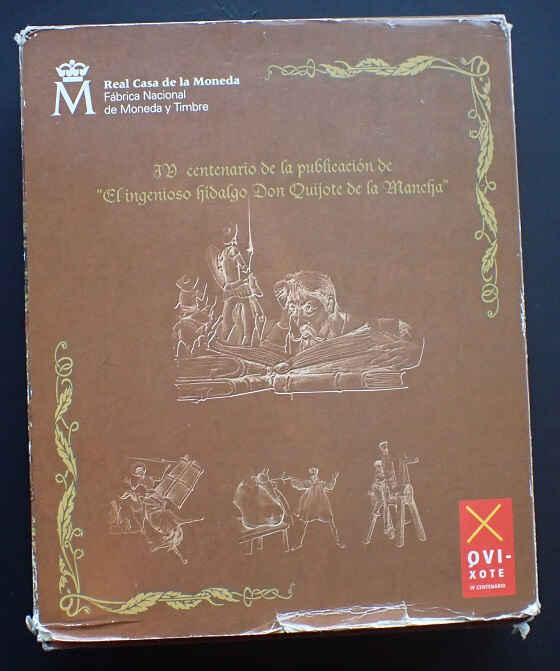 M
Real Casa de la Moneda
Fábrica Nacional
de Moneda y Timbre
IV centenario de la publicación de
"El ingenioso hidalgo Don Quijote de la Mancha"
QVI-
XOTE
IV CENTENARIO